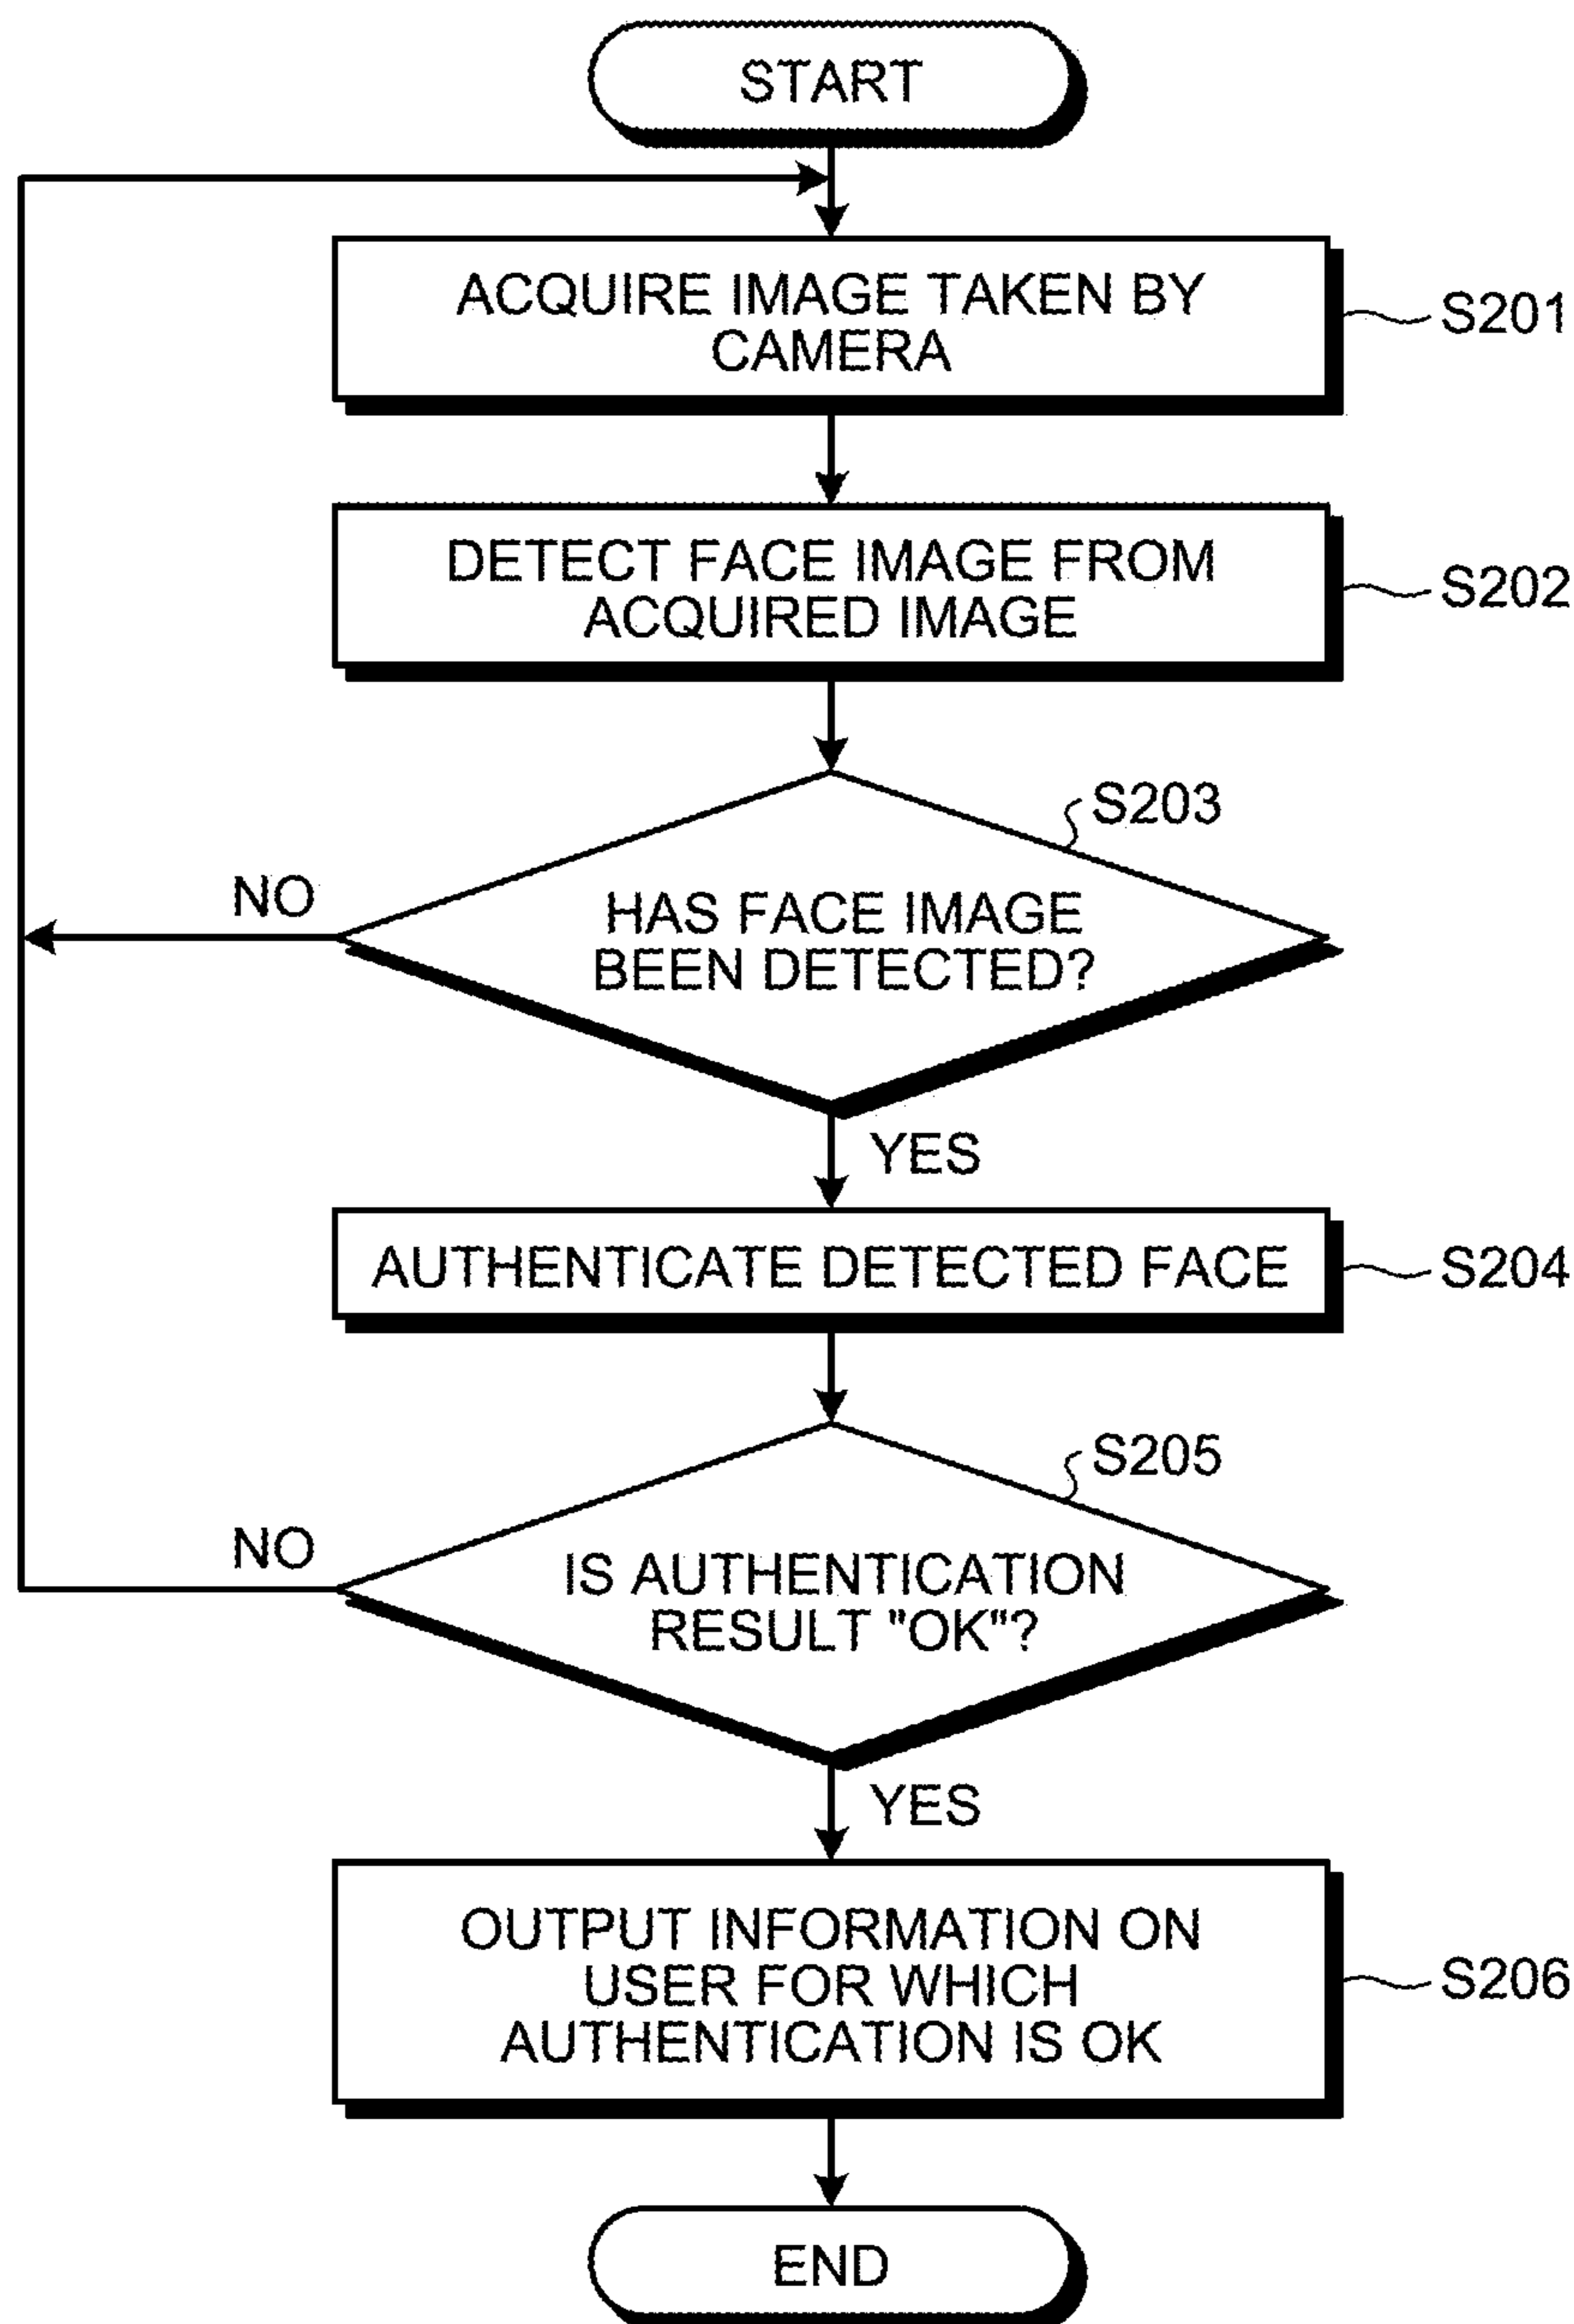 START
ACQUIRE IMAGE TAKEN BY
CAMERA
S201
DETECT FACE IMAGE FROM
ACQUIRED IMAGE
S202
S203
HAS FACE IMAGE
BEEN DETECTED?
NO
YES
AUTHENTICATE DETECTED FACE
S204
S205
IS AUTHENTICATION
RESULT "OK"?
NO
YES
OUTPUT INFORMATION ON
USER FOR WHICH
AUTHENTICATION IS OK
S206
END